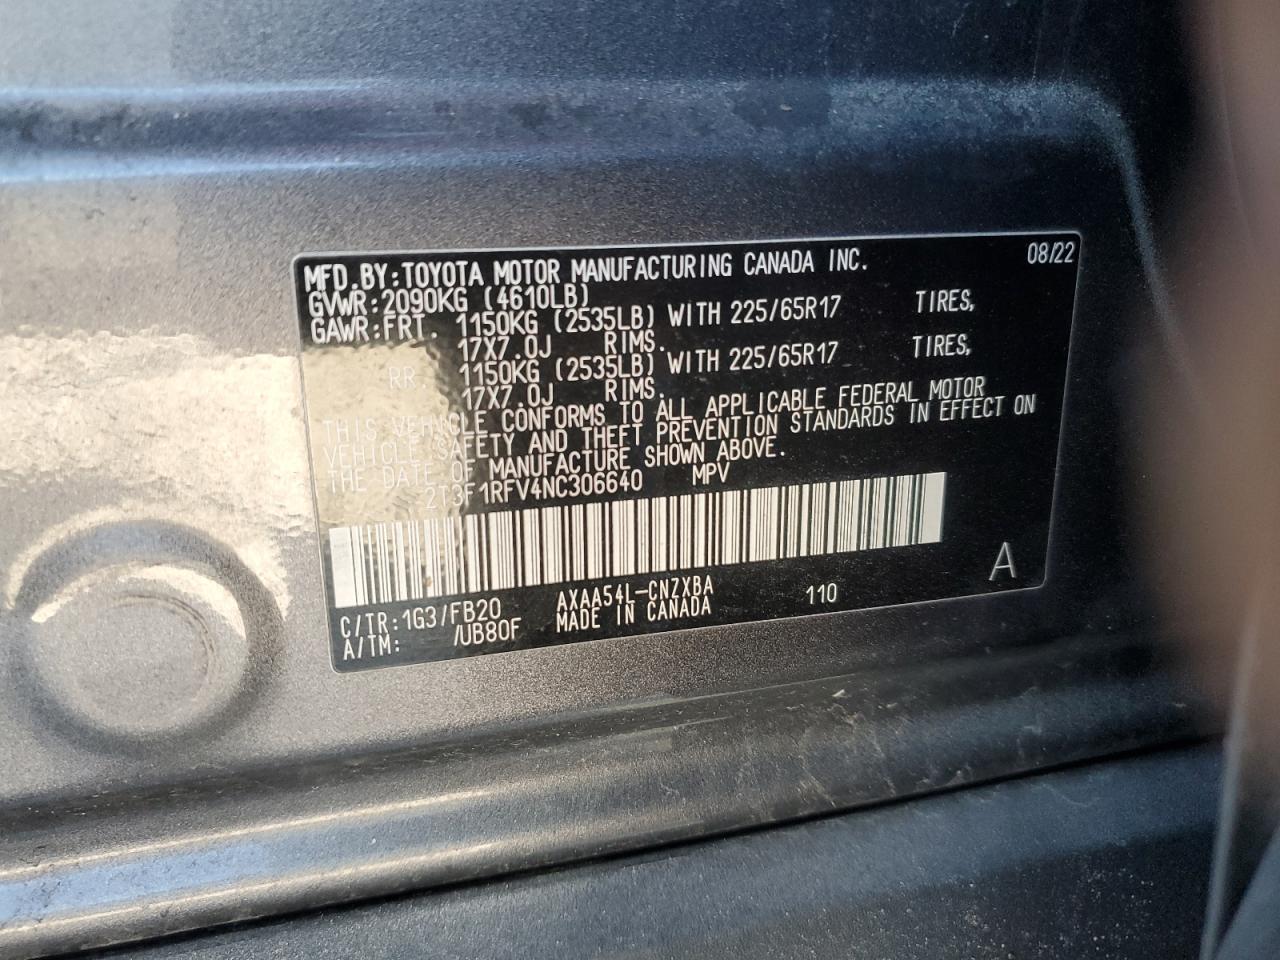 MFD.BY:TOYOTA MOTOR MANUFACTURING CANADA INC. 08/22
GVWR:2090KG (4610LB)
GAWR:FRT. 1150KG (2535LB) WITH 225/65R17 TIRES,
17X7.0J RIMS.
RR. 1150KG (2535LB) WITH 225/65R17 TIRES,
17X7.0J RIMS.
THIS VEHICLE CONFORMS TO ALL APPLICABLE FEDERAL MOTOR
VEHICLE SAFETY AND THEFT PREVENTION STANDARDS IN EFFECT ON
THE DATE OF MANUFACTURE SHOWN ABOVE.
2T3F1RFV4NC306640 MPV
A
C/TR:1G3/FB20 AXAA54L-CNZXBA 110
A/TM: /UB80F MADE IN CANADA